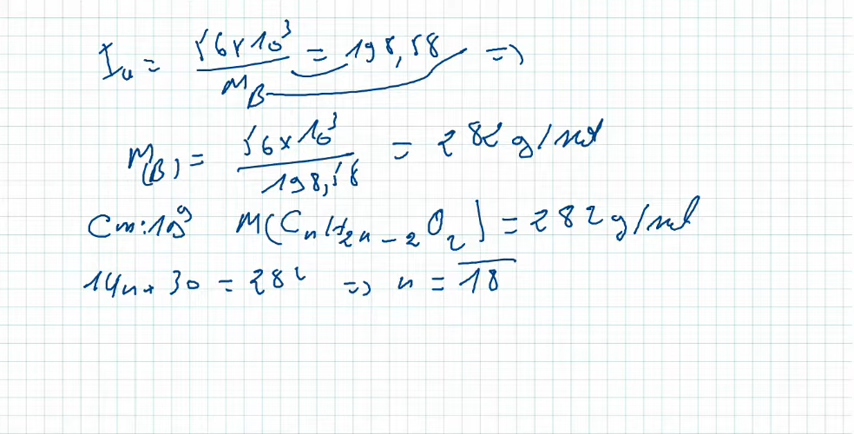 Ia = 56×10³ / M_B = 198,58 ⇒
M(B) = 56×10³ / 198,58 = 282 g/mol
Cm:1Δg M(CnH2n-2O2) = 282 g/mol
14n+30 = 282 ⇒ n = 18